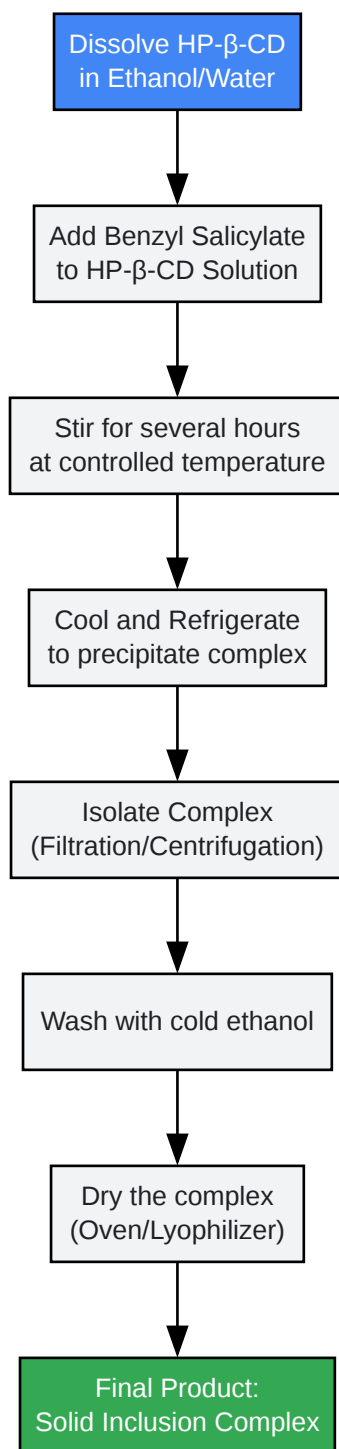 Dissolve HP-β-CD
in Ethanol/Water
Add Benzyl Salicylate
to HP-β-CD Solution
Stir for several hours
at controlled temperature
Cool and Refrigerate
to precipitate complex
Isolate Complex
(Filtration/Centrifugation)
Wash with cold ethanol
Dry the complex
(Oven/Lyophilizer)
Final Product:
Solid Inclusion Complex